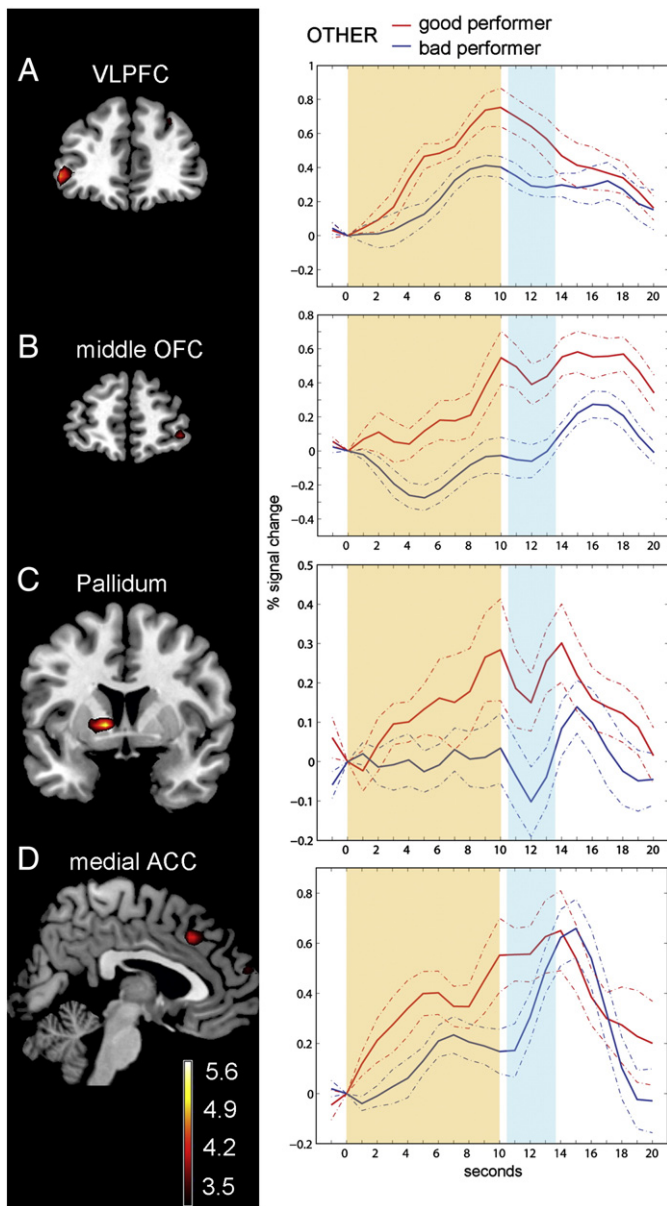 OTHER
good performer
bad performer
A
VLPFC
1
0.8
0.6
0.4
0.2
0
−0.2
0 2 4 6 8 10 12 14 16 18 20
B
middle OFC
0.8
0.6
0.4
0.2
0
−0.2
−0.4
0 2 4 6 8 10 12 14 16 18 20
% signal change
C
Pallidum
0.5
0.4
0.3
0.2
0.1
0
-0.1
-0.2
0 2 4 6 8 10 12 14 16 18 20
D
medial ACC
0.8
0.6
0.4
0.2
0
−0.2
0 2 4 6 8 10 12 14 16 18 20
seconds
5.6
4.9
4.2
3.5